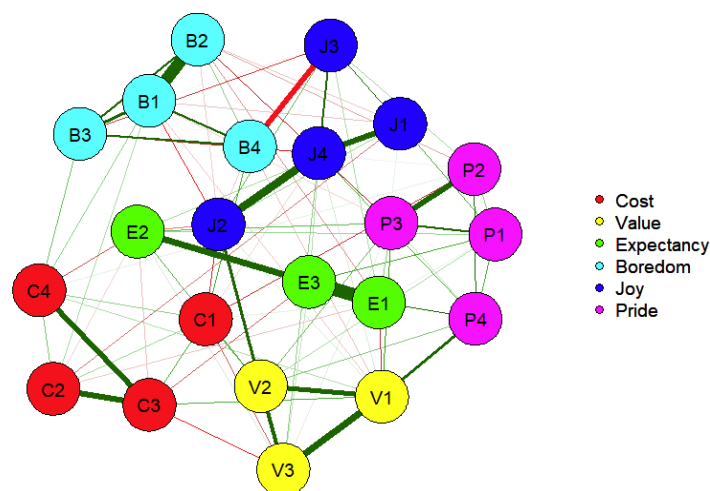 B2
J3
B1
J1
B3
B4
J4
P2
E2
J2
P3
P1
C4
E3
E1
C1
P4
C2
C3
V2
V1
V3
Cost
Value
Expectancy
Boredom
Joy
Pride